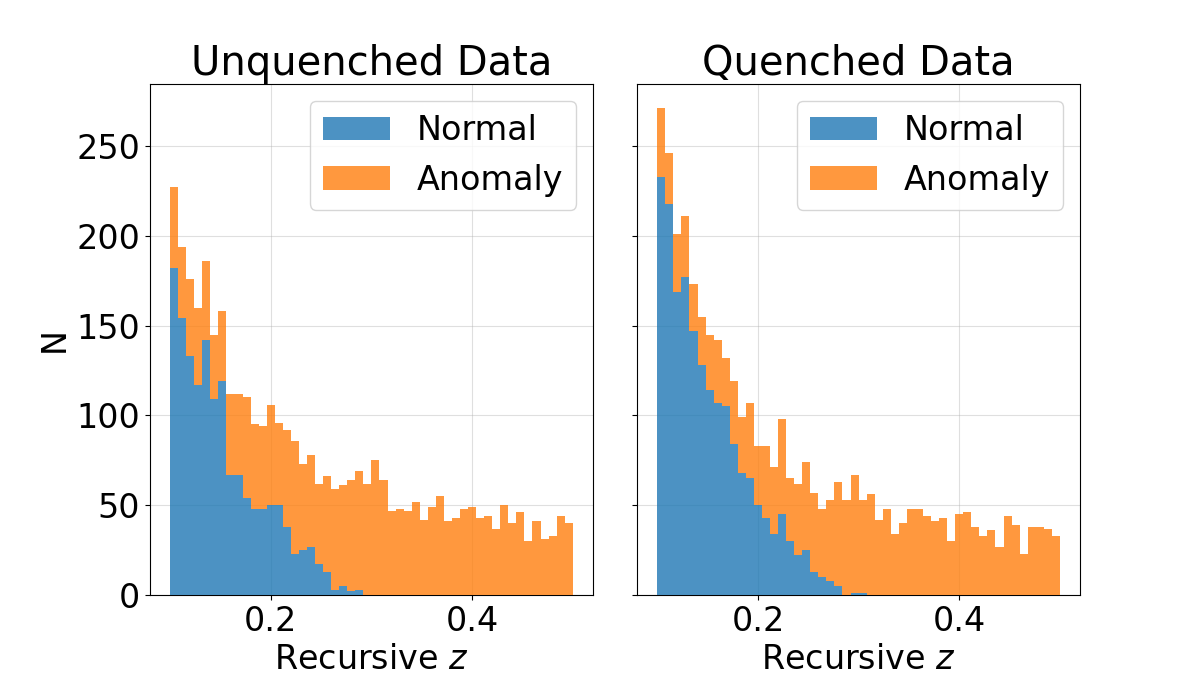 Unquenched Data
Normal
Anomaly
250
200
150
100
50
0
N
0.2
0.4
Recursive z
Quenched Data
Normal
Anomaly
0.2
0.4
Recursive z